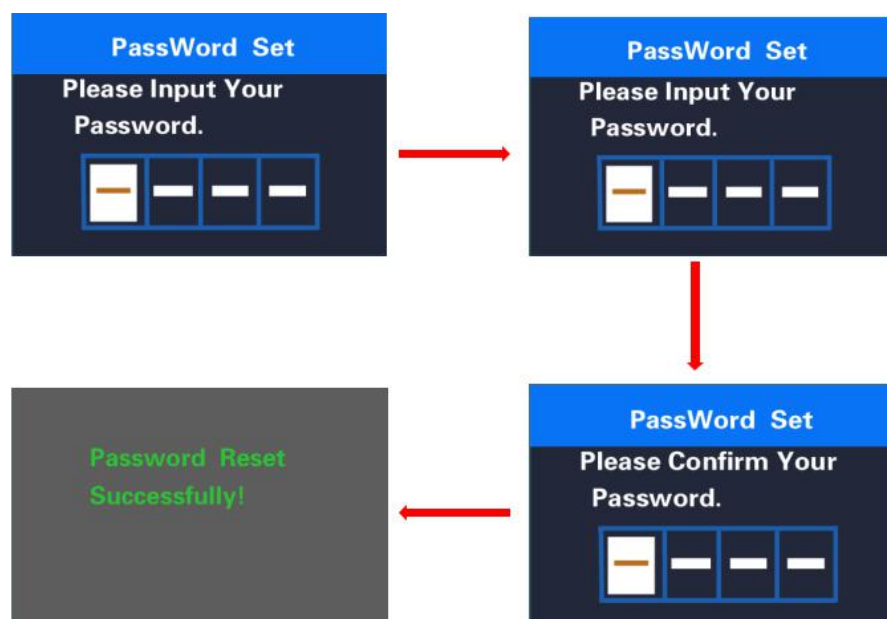 PassWord Set
Please Input Your
Password.
PassWord Set
Please Input Your
Password.
PassWord Set
Please Confirm Your
Password.
Password Reset
Successfully!